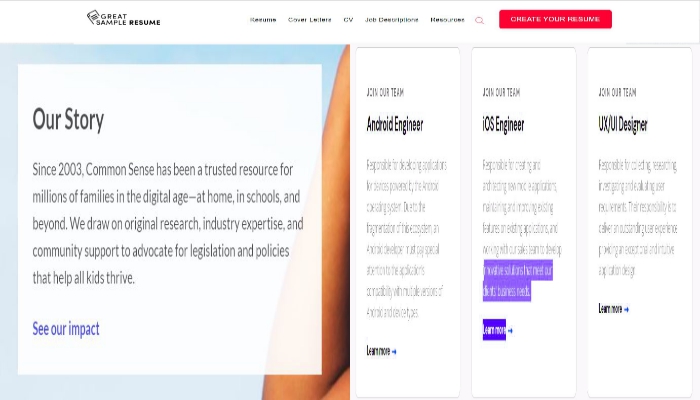 GREAT
SAMPLE RESUME
Resume Cover Letters CV Job Descriptions Resources
CREATE YOUR RESUME
Our Story
Since 2003, Common Sense has been a trusted resource for
millions of families in the digital age—at home, in schools, and
beyond. We draw on original research, industry expertise, and
community support to advocate for legislation and policies
that help all kids thrive.
See our impact
JOIN OUR TEAM
Android Engineer
Responsible for developing applications
for devices powered by the Android
operating system. Due to the
fragmentation of this ecosystem, an
Android developer must pay special
attention to the application's
compatibility with multiple versions of
Android and device types.
Learn more
JOIN OUR TEAM
iOS Engineer
Responsible for creating and
architecting new mobile applications,
maintaining and improving existing
features on existing applications, and
working with our sales team to develop
innovative solutions that meet our
clients' business needs.
Learn more
JOIN OUR TEAM
UX/UI Designer
Responsible for collecting, researching,
investigating and evaluating user
requirements. Their responsibility is to
deliver an outstanding user experience
providing an exceptional and intuitive
application design.
Learn more